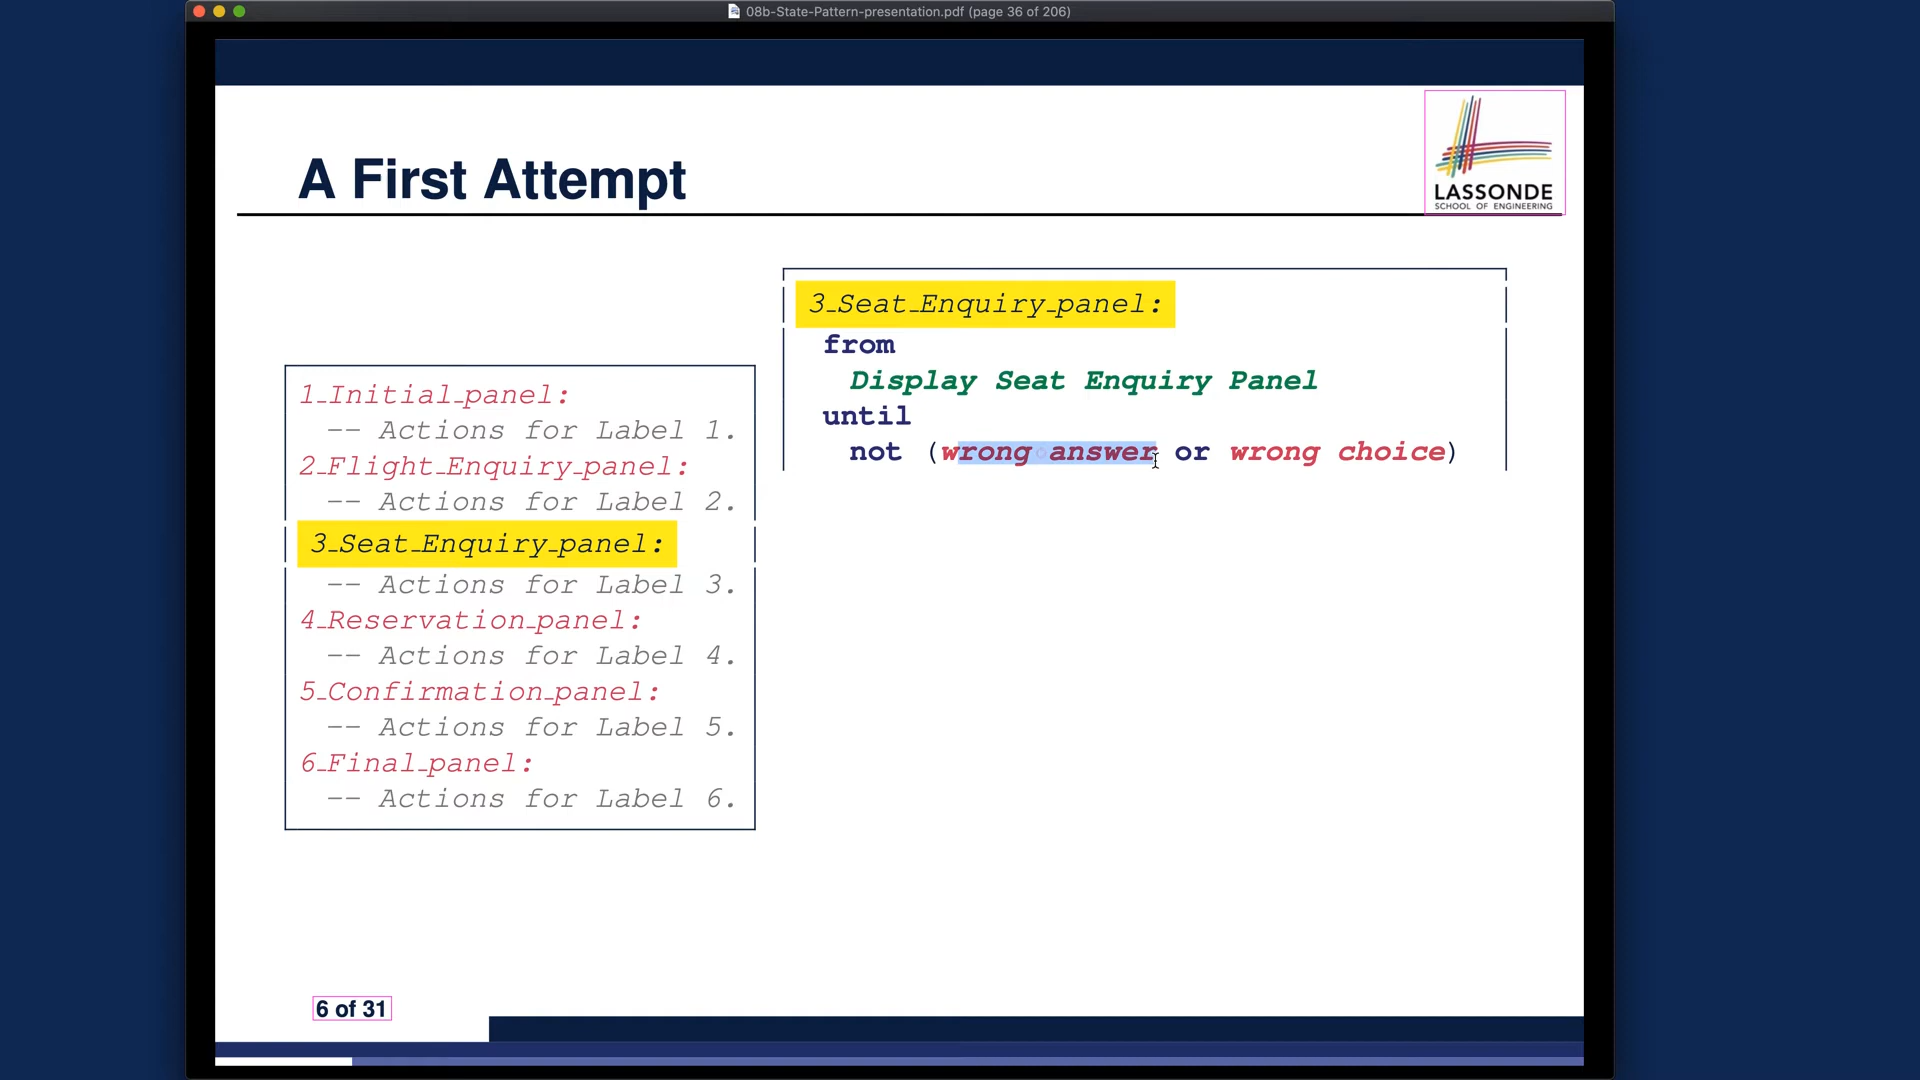 08b-State-Pattern-presentation.pdf (page 36 of 206)
LASSONDE
SCHOOL OF ENGINEERING
A First Attempt
1_Initial_panel:
-- Actions for Label 1.
2_Flight_Enquiry_panel:
-- Actions for Label 2.
3_Seat_Enquiry_panel:
-- Actions for Label 3.
4_Reservation_panel:
-- Actions for Label 4.
5_Confirmation_panel:
-- Actions for Label 5.
6_Final_panel:
-- Actions for Label 6.
3_Seat_Enquiry_panel:
from
Display Seat Enquiry Panel
until
not (wrong answer or wrong choice)
6 of 31